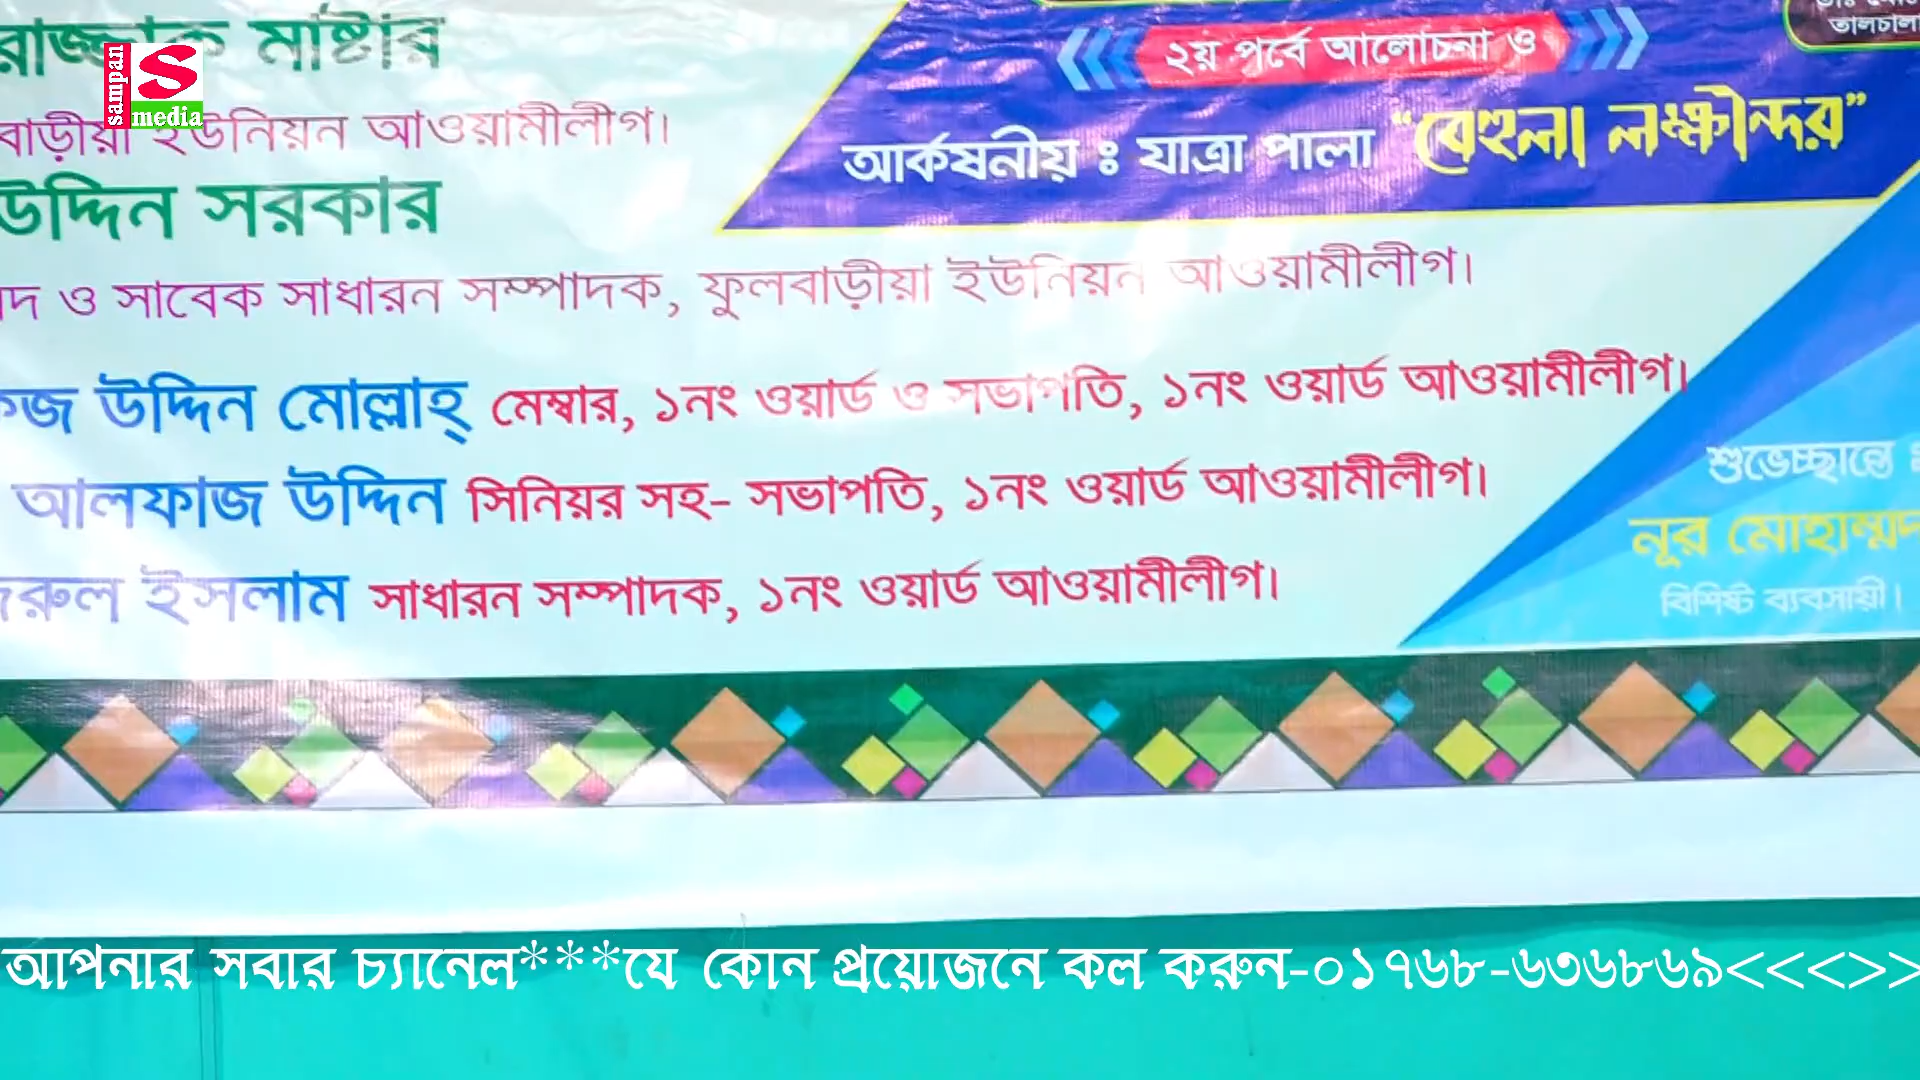 রাজ্জাক মাষ্টার
বাড়ীয়া ইউনিয়ন আওয়ামীলীগ।
উদ্দিন সরকার
ও সাবেক সাধারন সম্পাদক, ফুলবাড়ীয়া ইউনিয়ন আওয়ামীলীগ।
উদ্দিন মোল্লাহ্ মেম্বার, ১নং ওয়ার্ড ও সভাপতি, ১নং ওয়ার্ড আওয়ামীলীগ।
আলফাজ উদ্দিন সিনিয়র সহ- সভাপতি, ১নং ওয়ার্ড আওয়ামীলীগ।
ইসলাম সাধারন সম্পাদক, ১নং ওয়ার্ড আওয়ামীলীগ।
২য় পর্বে আলোচনা ও
আর্কষনীয় ঃ যাত্রা পালা “বেহুলা লক্ষীন্দর”
শুভেচ্ছান্তে
নূর মোহাম্মদ
বিশিষ্ট ব্যবসায়ী।
sampan
S
media
আপনার সবার চ্যানেল***যে কোন প্রয়োজনে কল করুন-০১৭৬৮-৬৩৬৮৬৯<<<>>